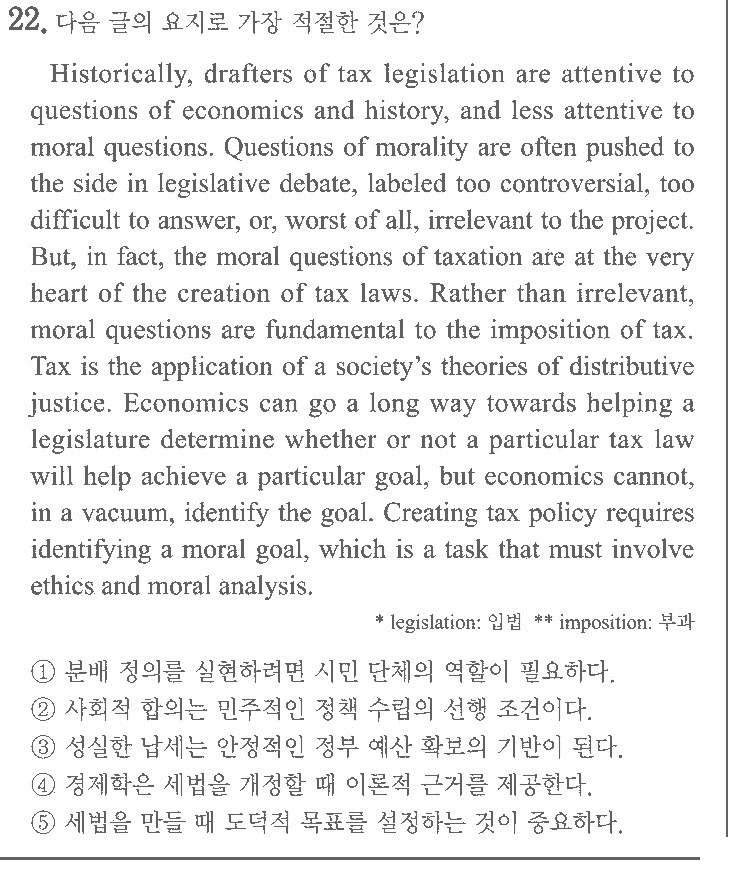 22. 다음 글의 요지로 가장 적절한 것은?
Historically, drafters of tax legislation are attentive to
questions of economics and history, and less attentive to
moral questions. Questions of morality are often pushed to
the side in legislative debate, labeled too controversial, too
difficult to answer, or, worst of all, irrelevant to the project.
But, in fact, the moral questions of taxation are at the very
heart of the creation of tax laws. Rather than irrelevant,
moral questions are fundamental to the imposition of tax.
Tax is the application of a society's theories of distributive
justice. Economics can go a long way towards helping a
legislature determine whether or not a particular tax law
will help achieve a particular goal, but economics cannot,
in a vacuum, identify the goal. Creating tax policy requires
identifying a moral goal, which is a task that must involve
ethics and moral analysis.
* legislation: 입법 ** imposition: 부과
① 분배 정의를 실현하려면 시민 단체의 역할이 필요하다.
② 사회적 합의는 민주적인 정책 수립의 선행 조건이다.
③ 성실한 납세는 안정적인 정부 예산 확보의 기반이 된다.
④ 경제학은 세법을 개정할 때 이론적 근거를 제공한다.
⑤ 세법을 만들 때 도덕적 목표를 설정하는 것이 중요하다.